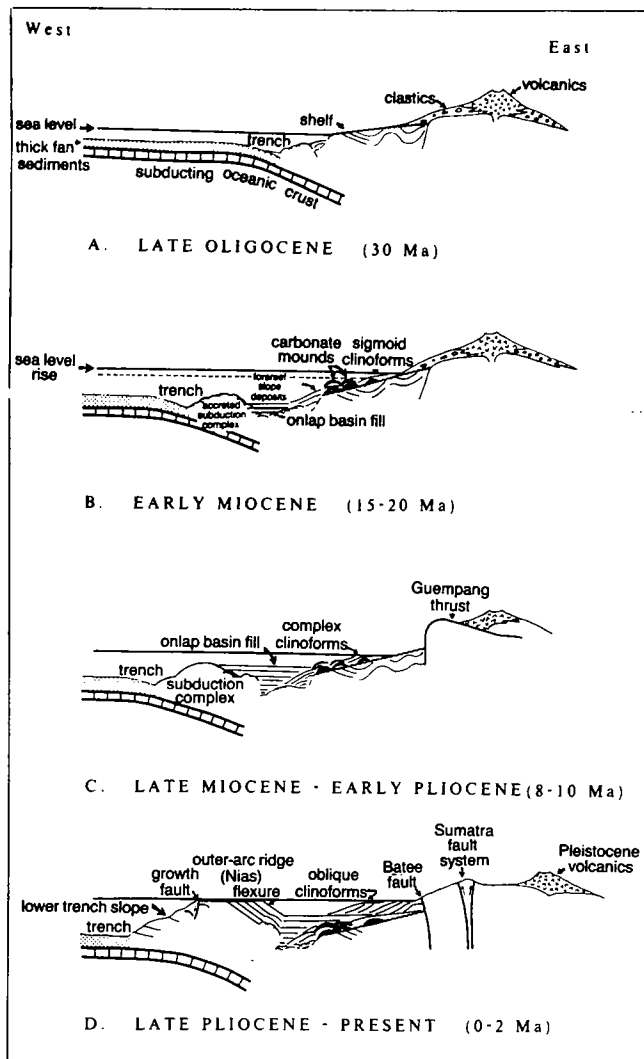 West
East
volcanics
clastics
shelf
sea level
trench
thick fan
sediments
subducting oceanic crust
A. LATE OLIGOCENE (30 Ma)
carbonate
mounds
sigmoid
clinoforms
sea level
rise
forereef
slope
deposits
trench
accreted
subduction
complex
onlap basin fill
B. EARLY MIOCENE (15-20 Ma)
Guempang
thrust
complex
clinoforms
onlap basin fill
trench
subduction
complex
C. LATE MIOCENE - EARLY PLIOCENE (8-10 Ma)
Sumatra
fault
system
Pleistocene
volcanics
outer-arc ridge
(Nias)
flexure
growth
fault
oblique
clinoforms
Batee
fault
lower trench slope
trench
D. LATE PLIOCENE - PRESENT (0-2 Ma)